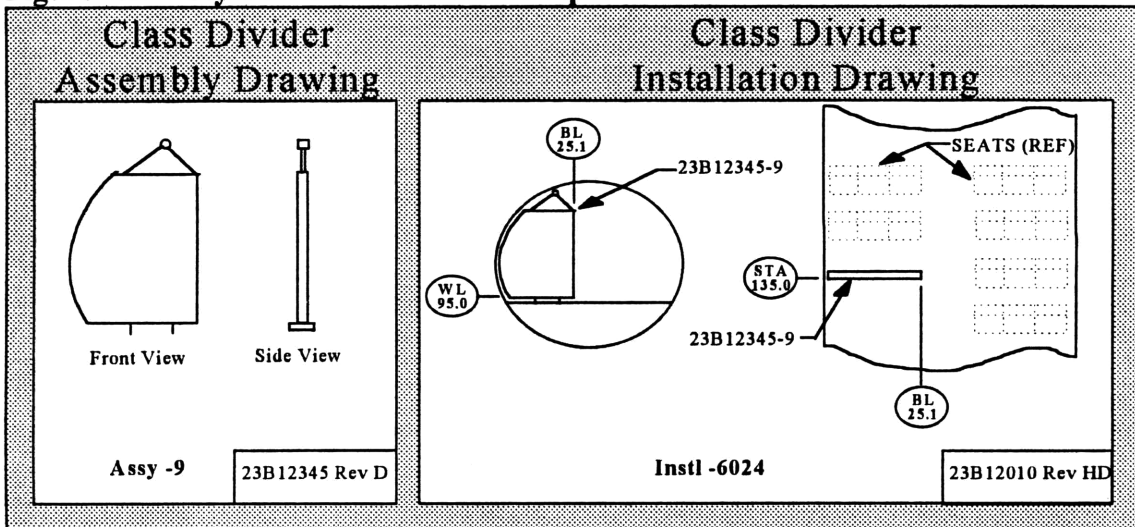 Class Divider
Assembly Drawing
Front View
Side View
Assy -9
23B12345 Rev D
Class Divider
Installation Drawing
BL
25.1
23B12345-9
WL
95.0
SEATS (REF)
STA
135.0
23B12345-9
BL
25.1
Instl -6024
23B12010 Rev HD